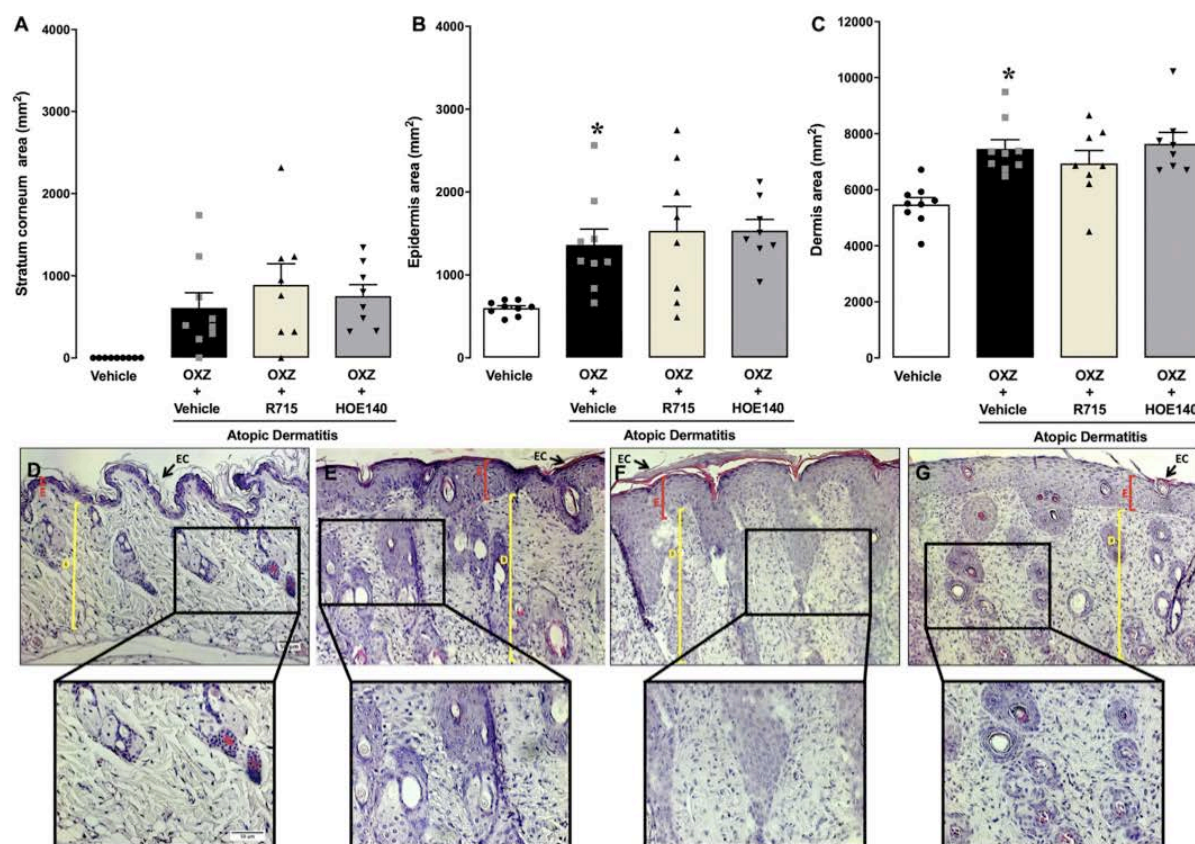 A
Stratum corneum area (mm²)
4000
3000
2000
1000
0
Vehicle
OXZ
+
Vehicle
OXZ
+
R715
OXZ
+
HOE140
Atopic Dermatitis
B
Epidermis area (mm²)
4000
3000
2000
1000
0
*
Vehicle
OXZ
+
Vehicle
OXZ
+
R715
OXZ
+
HOE140
Atopic Dermatitis
C
Dermis area (mm²)
12000
10000
8000
6000
4000
2000
0
*
Vehicle
OXZ
+
Vehicle
OXZ
+
R715
OXZ
+
HOE140
Atopic Dermatitis
D
EC
E
D
E
EC
E
D
F
EC
E
D
G
EC
E
D
50 µm